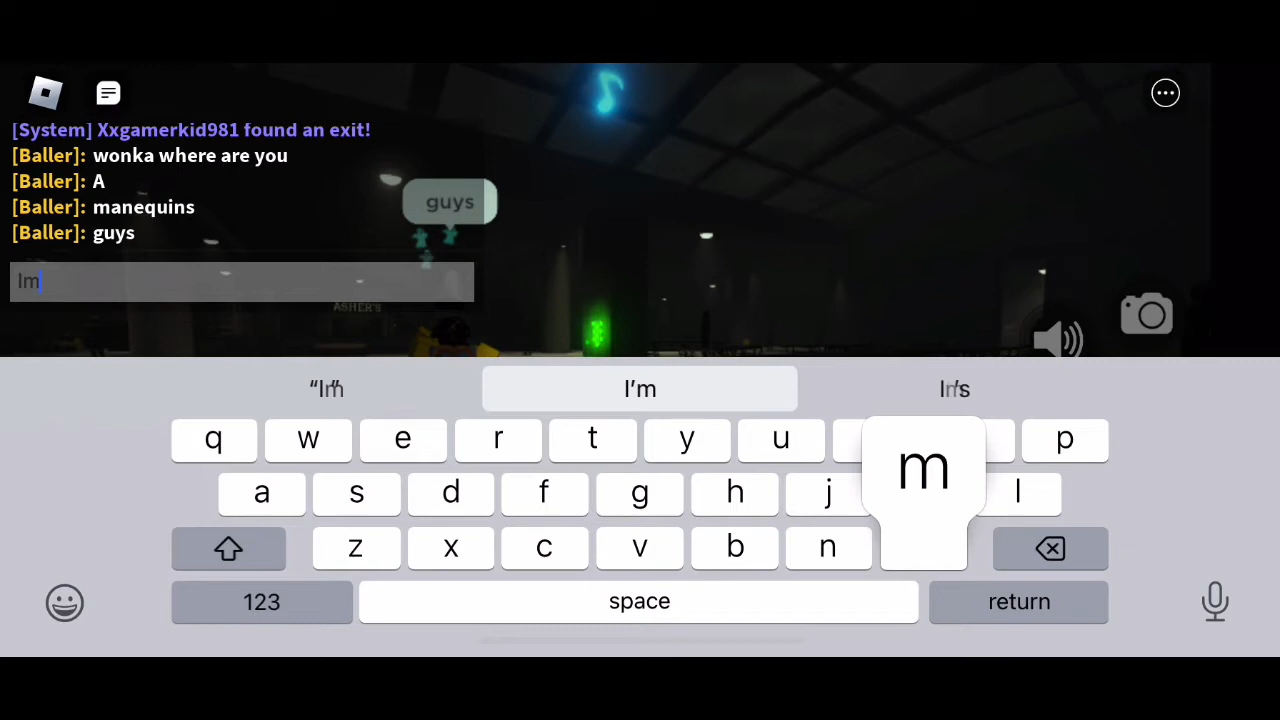 [System] Xxgamerkid981 found an exit!
[Baller]: wonka where are you
[Baller]: A
[Baller]: manequins
[Baller]: guys
guys
Im
ASHER's
“Im” I’m
q w e r t y u p
a s d f g h j l
m
z x c v b n
123 space return